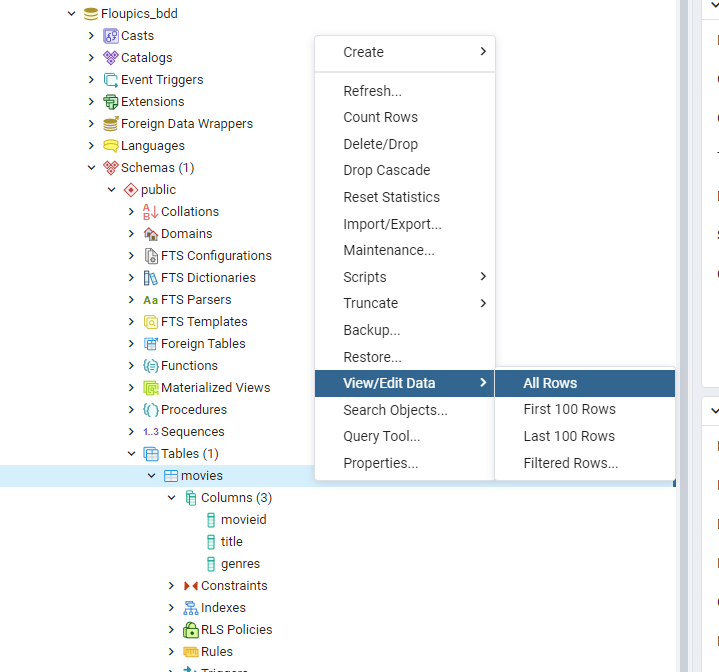 Floupics_bdd
Casts
Catalogs
Event Triggers
Extensions
Foreign Data Wrappers
Languages
Schemas (1)
public
Collations
Domains
FTS Configurations
FTS Dictionaries
Aa FTS Parsers
FTS Templates
Foreign Tables
Functions
Materialized Views
Procedures
1..3 Sequences
Tables (1)
movies
Columns (3)
movieid
title
genres
Constraints
Indexes
RLS Policies
Rules
Triggers
Create
Refresh...
Count Rows
Delete/Drop
Drop Cascade
Reset Statistics
Import/Export...
Maintenance...
Scripts
Truncate
Backup...
Restore...
View/Edit Data
Search Objects...
Query Tool...
Properties...
All Rows
First 100 Rows
Last 100 Rows
Filtered Rows...